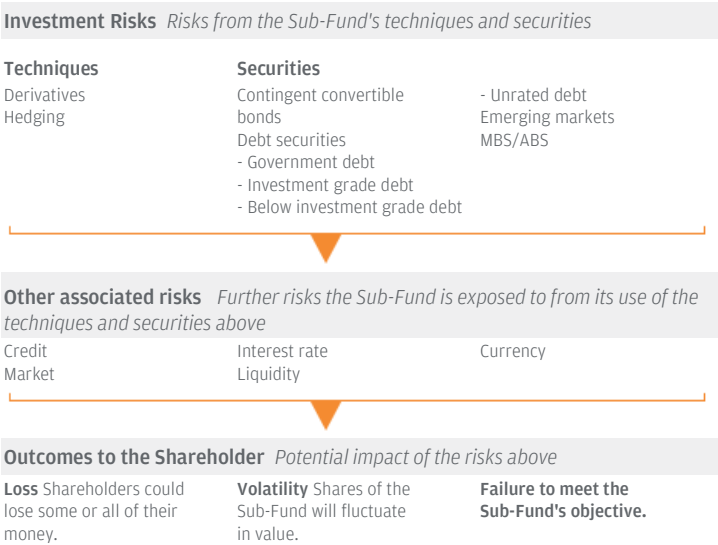 Investment Risks Risks from the Sub-Fund's techniques and securities
Techniques
Derivatives
Hedging
Securities
Contingent convertible
bonds
Debt securities
- Government debt
- Investment grade debt
- Below investment grade debt
- Unrated debt
Emerging markets
MBS/ABS
Other associated risks Further risks the Sub-Fund is exposed to from its use of the
techniques and securities above
Credit
Market
Interest rate
Liquidity
Currency
Outcomes to the Shareholder Potential impact of the risks above
Loss Shareholders could
lose some or all of their
money.
Volatility Shares of the
Sub-Fund will fluctuate
in value.
Failure to meet the
Sub-Fund's objective.